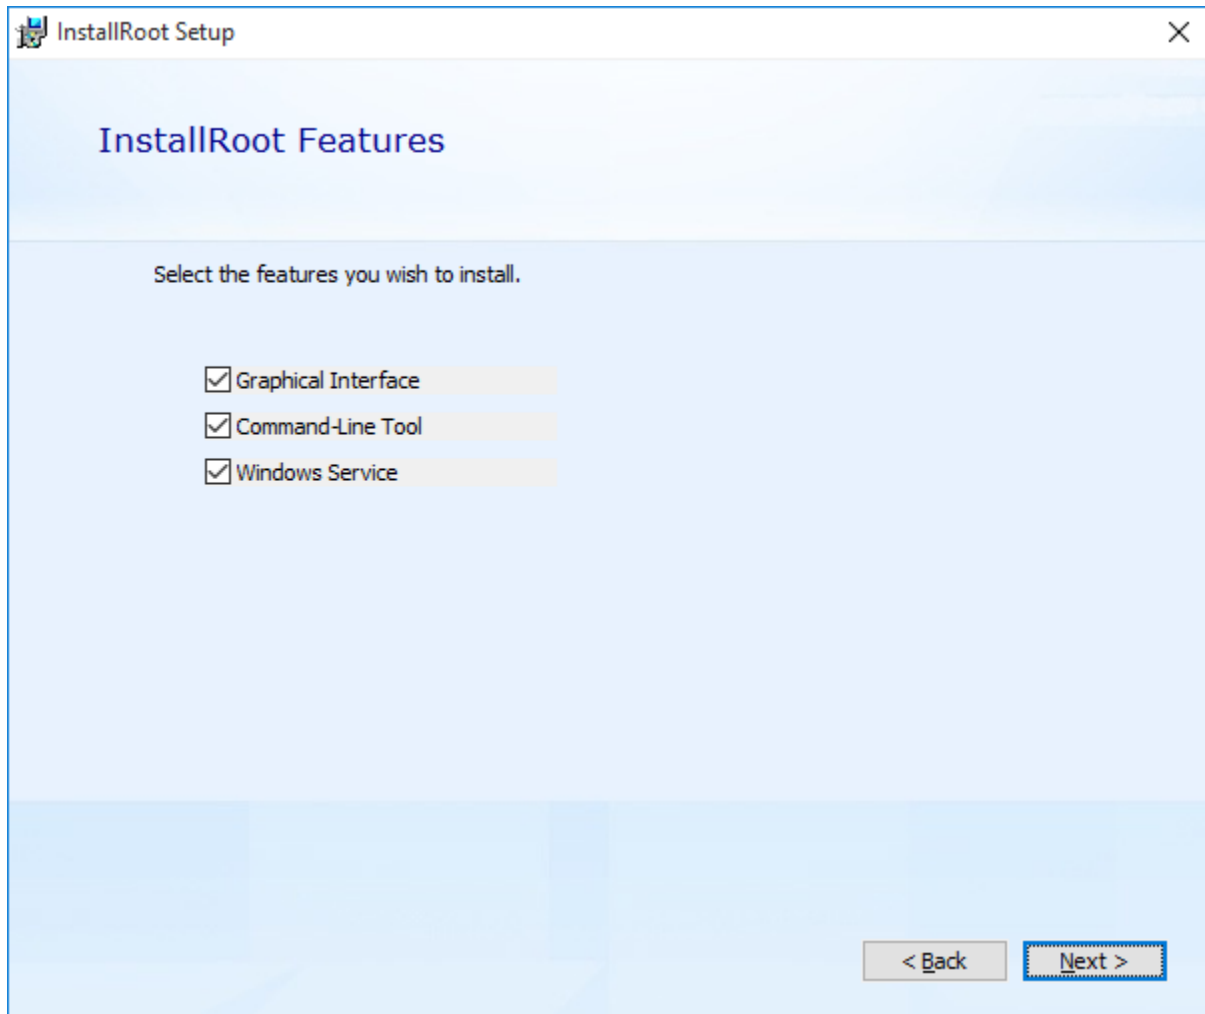 InstallRoot Setup
InstallRoot Features
Select the features you wish to install.
Graphical Interface
Command-Line Tool
Windows Service
< Back
Next >